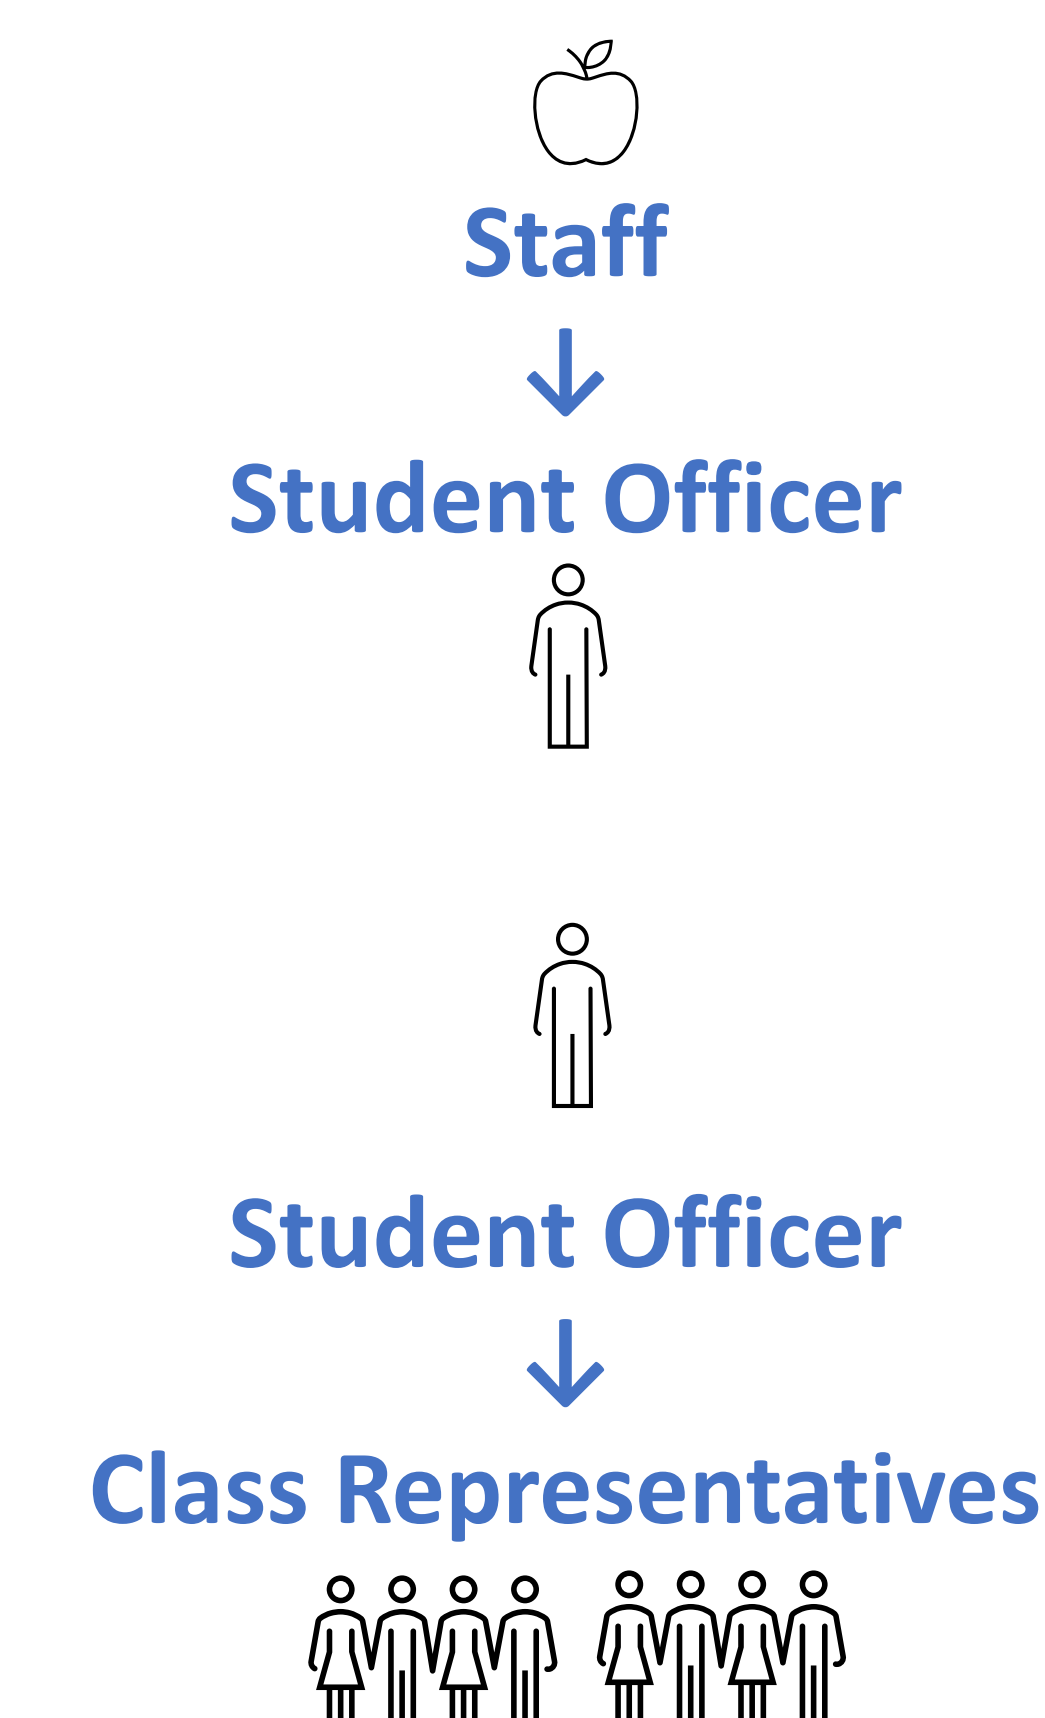 Staff
↓
Student Officer
Student Officer
↓
Class Representatives